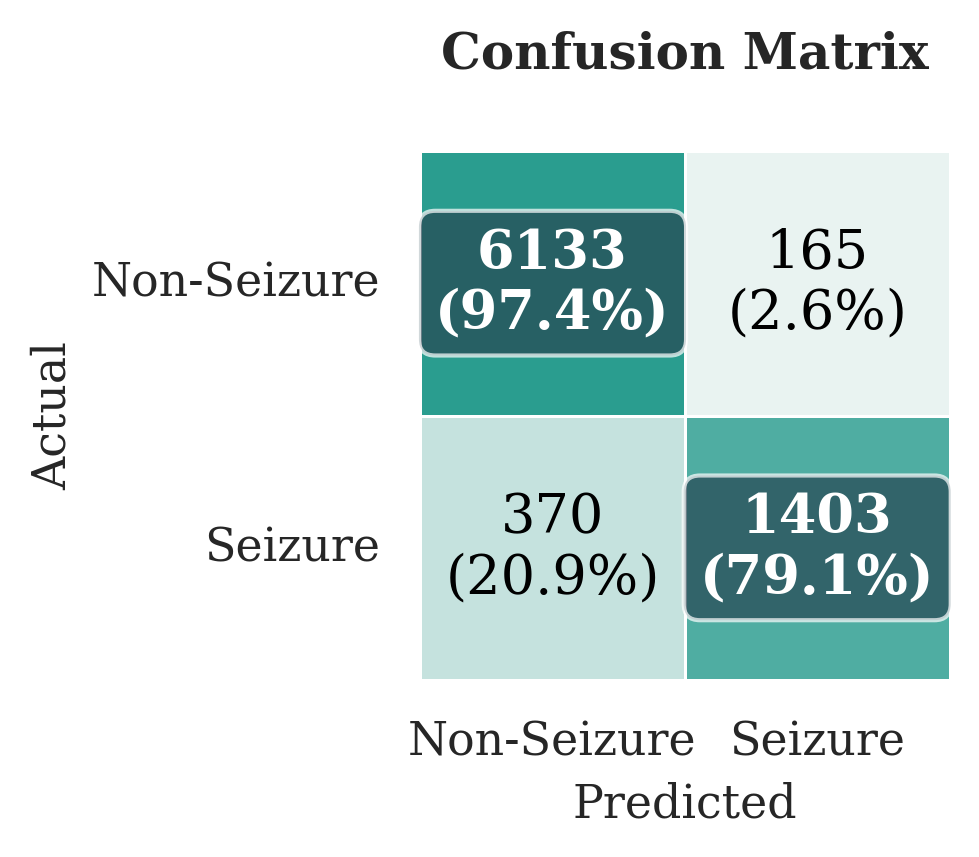 Confusion Matrix
Actual
Non-Seizure
6133
(97.4%)
165
(2.6%)
Seizure
370
(20.9%)
1403
(79.1%)
Non-Seizure
Seizure
Predicted